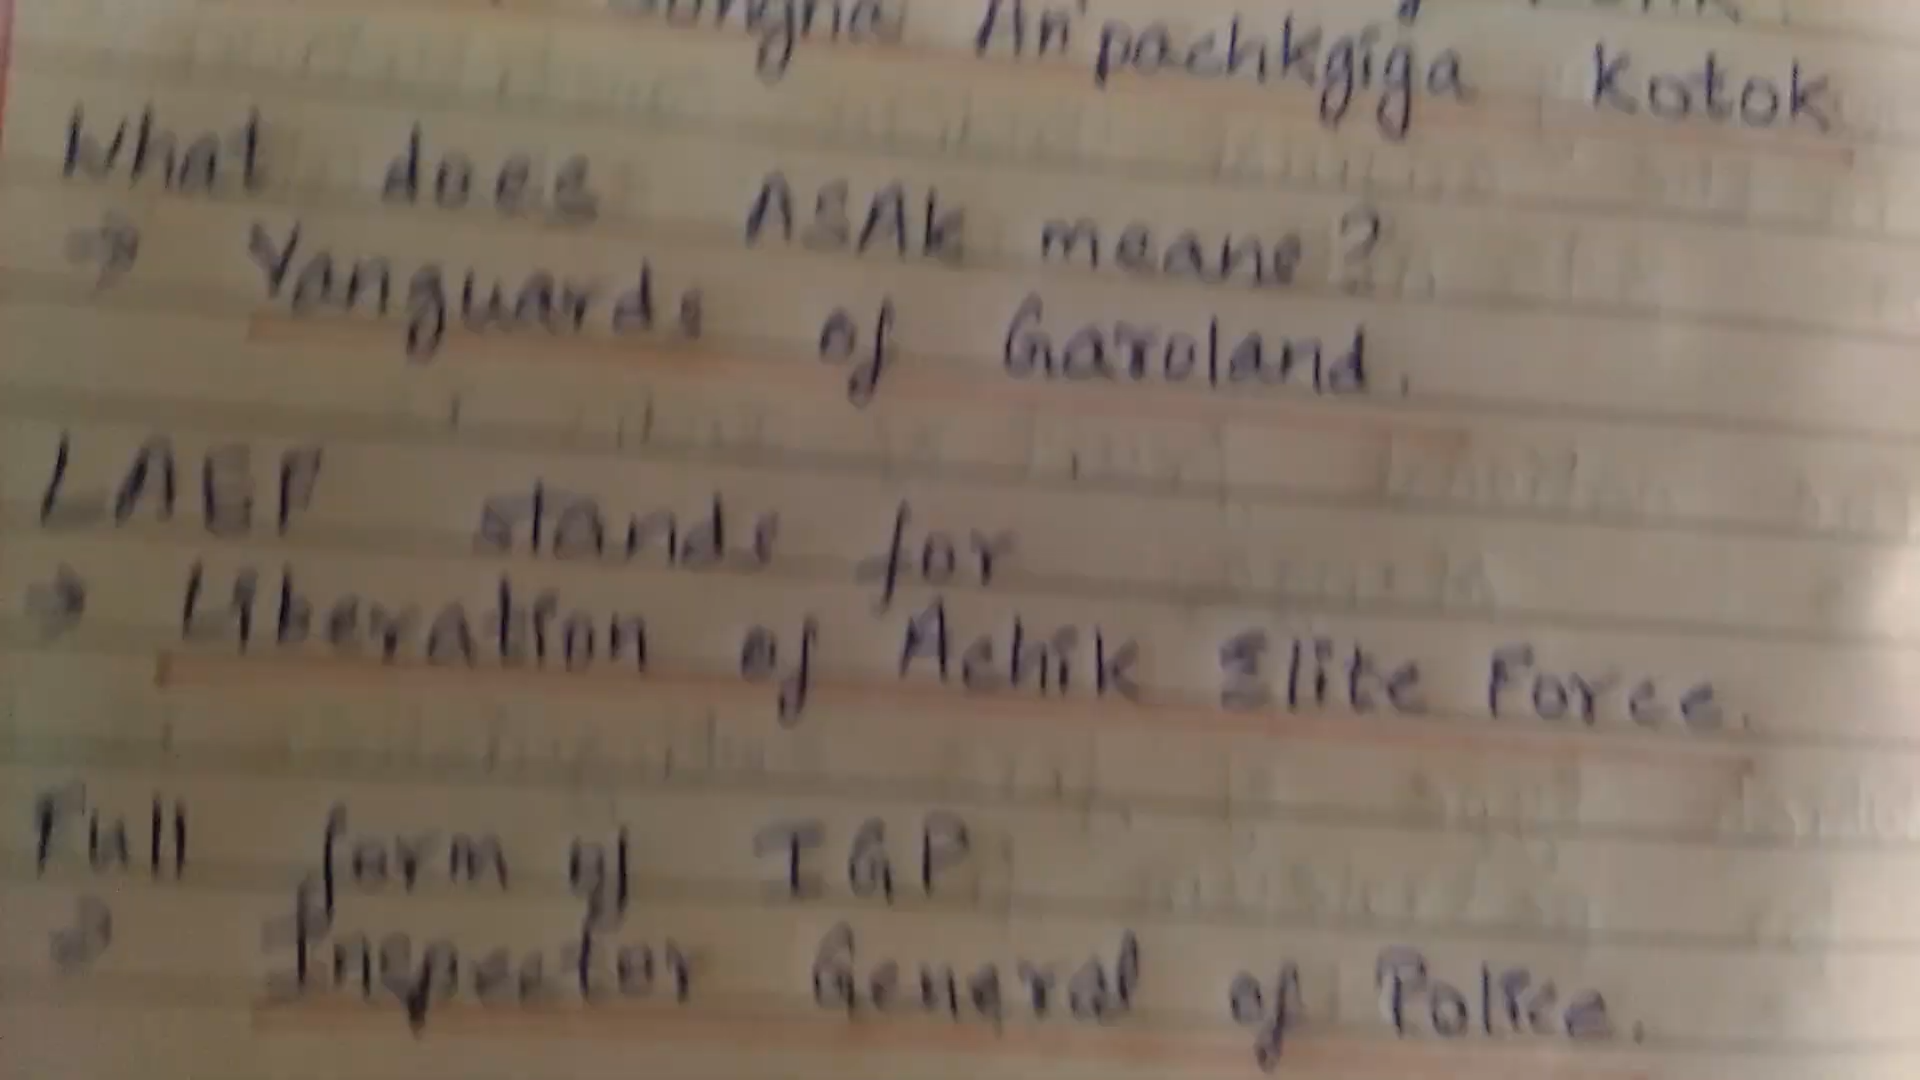 An'pachkgiga Kotok
What does ASAK means?
⇒ Vanguards of Garoland.
LAEF stands for
⇒ Liberation of Achik Elite Force.
Full form of IGP
⇒ Inspector General of Police.